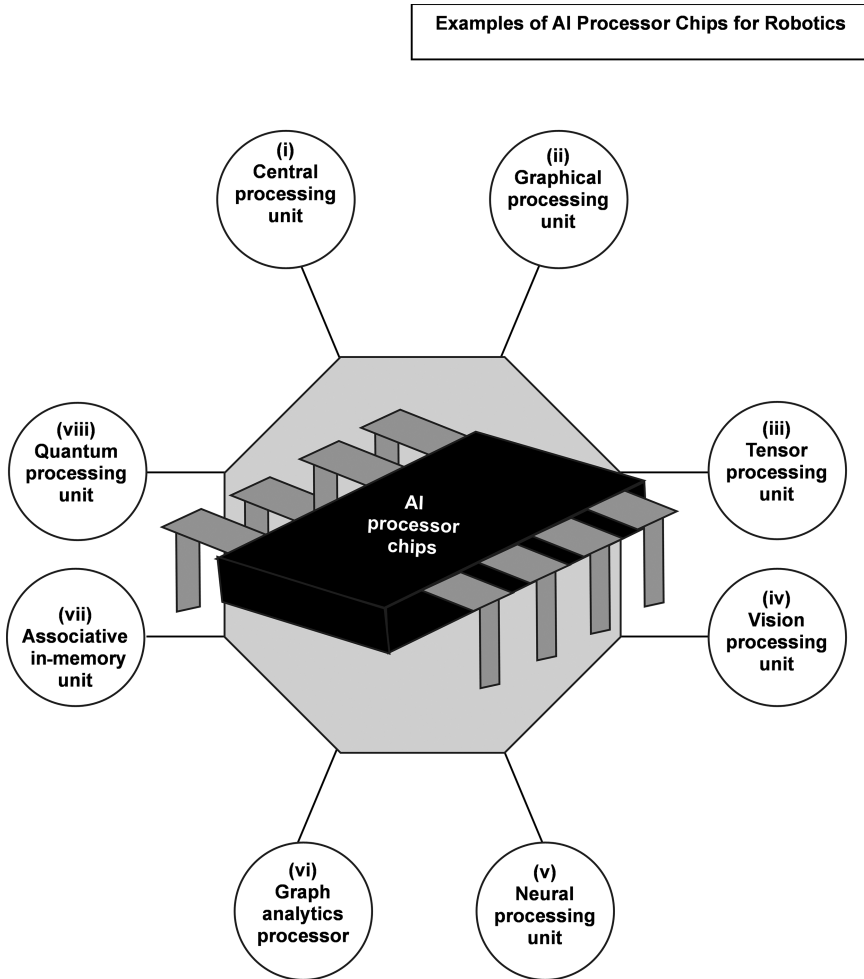 Examples of AI Processor Chips for Robotics
(i)
Central
processing
unit
(ii)
Graphical
processing
unit
(iii)
Tensor
processing
unit
(iv)
Vision
processing
unit
(v)
Neural
processing
unit
(vi)
Graph
analytics
processor
(vii)
Associative
in-memory
unit
(viii)
Quantum
processing
unit
AI
processor
chips